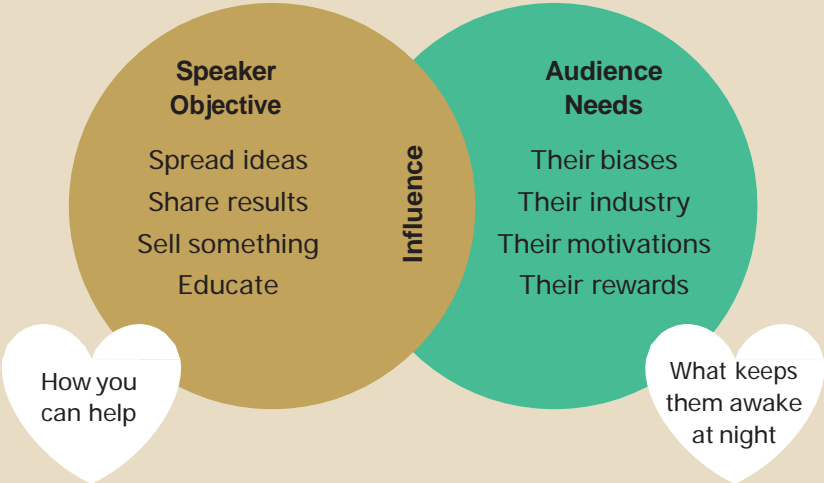 Speaker
Objective
Spread ideas
Share results
Sell something
Educate
Influence
Audience
Needs
Their biases
Their industry
Their motivations
Their rewards
How you
can help
What keeps
them awake
at night